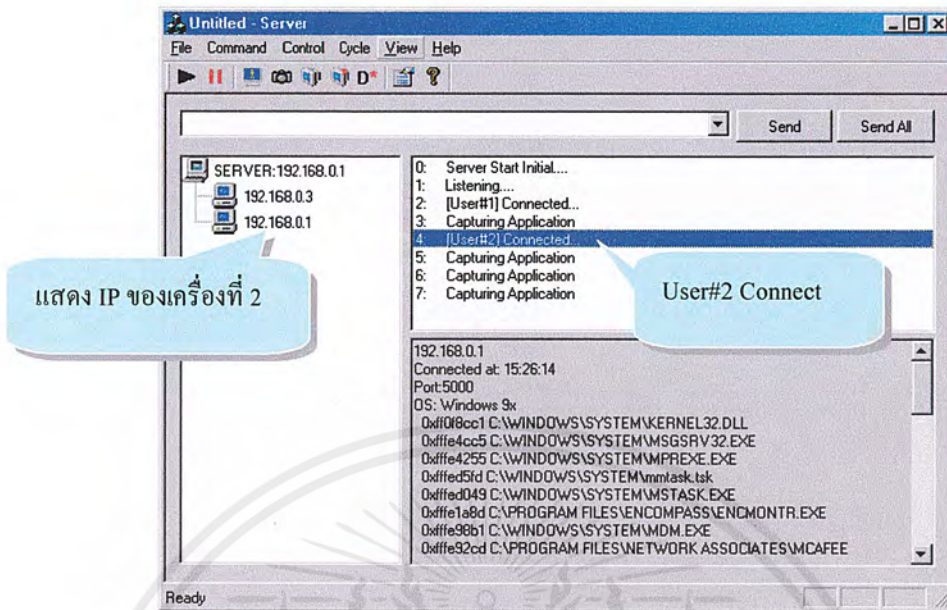 Untitled - Server
File Command Control Cycle View Help
D*
Send Send All
SERVER:192.168.0.1
192.168.0.3
192.168.0.1
0: Server Start Initial....
1: Listening....
2: [User#1] Connected...
3: Capturing Application
4: [User#2] Connected...
5: Capturing Application
6: Capturing Application
7: Capturing Application
แสดง IP ของเครื่องที่ 2
User#2 Connect
192.168.0.1
Connected at: 15:26:14
Port:5000
OS: Windows 9x
0xff0f8cc1 C:\WINDOWS\SYSTEM\KERNEL32.DLL
0xfffe4cc5 C:\WINDOWS\SYSTEM\MSGSRV32.EXE
0xfffe4255 C:\WINDOWS\SYSTEM\MPREXE.EXE
0xfffed5fd C:\WINDOWS\SYSTEM\mmtask.tsk
0xfffed049 C:\WINDOWS\SYSTEM\MSTASK.EXE
0xfffe1a8d C:\PROGRAM FILES\ENCOMPASS\ENCMONTR.EXE
0xfffe98b1 C:\WINDOWS\SYSTEM\MDM.EXE
0xfffe92cd C:\PROGRAM FILES\NETWORK ASSOCIATES\MCAFEE
Ready